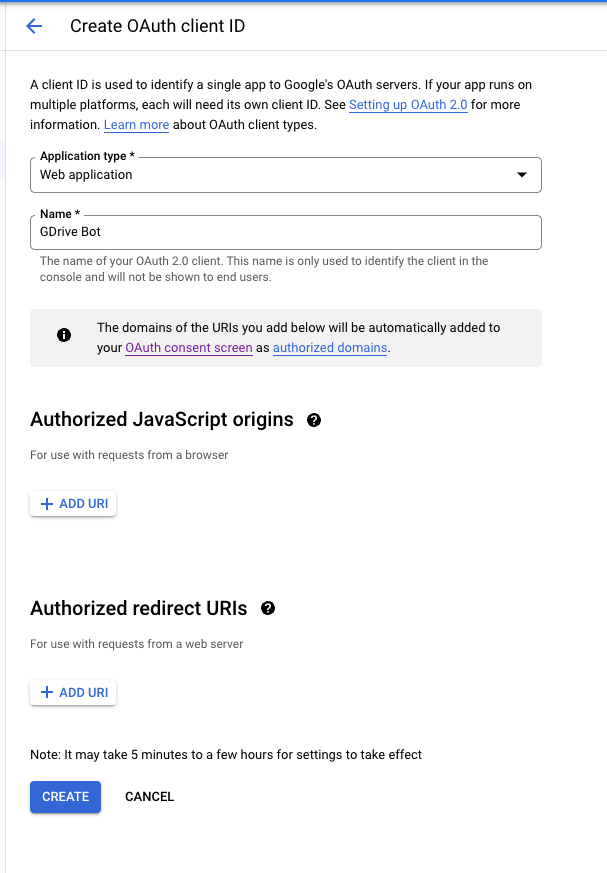 Create OAuth client ID
A client ID is used to identify a single app to Google's OAuth servers. If your app runs on
multiple platforms, each will need its own client ID. See Setting up OAuth 2.0 for more
information. Learn more about OAuth client types.
Application type *
Web application
Name *
GDrive Bot
The name of your OAuth 2.0 client. This name is only used to identify the client in the
console and will not be shown to end users.
The domains of the URIs you add below will be automatically added to
your OAuth consent screen as authorized domains.
Authorized JavaScript origins
For use with requests from a browser
+ ADD URI
Authorized redirect URIs
For use with requests from a web server
+ ADD URI
Note: It may take 5 minutes to a few hours for settings to take effect
CREATE CANCEL